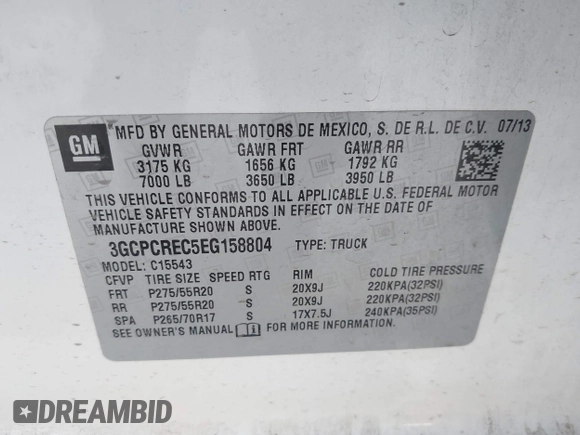 GM
MFD BY GENERAL MOTORS DE MEXICO, S. DE R.L. DE C.V. 07/13
GVWR GAWR FRT GAWR RR
3175 KG 1656 KG 1792 KG
7000 LB 3650 LB 3950 LB
THIS VEHICLE CONFORMS TO ALL APPLICABLE U.S. FEDERAL MOTOR
VEHICLE SAFETY STANDARDS IN EFFECT ON THE DATE OF
MANUFACTURE SHOWN ABOVE.
3GCPCREC5EG158804 TYPE: TRUCK
MODEL: C15543
CFVP TIRE SIZE SPEED RTG RIM COLD TIRE PRESSURE
FRT P275/55R20 S 20X9J 220KPA(32PSI)
RR P275/55R20 S 20X9J 220KPA(32PSI)
SPA P265/70R17 S 17X7.5J 240KPA(35PSI)
SEE OWNER'S MANUAL FOR MORE INFORMATION.
DREAMBID